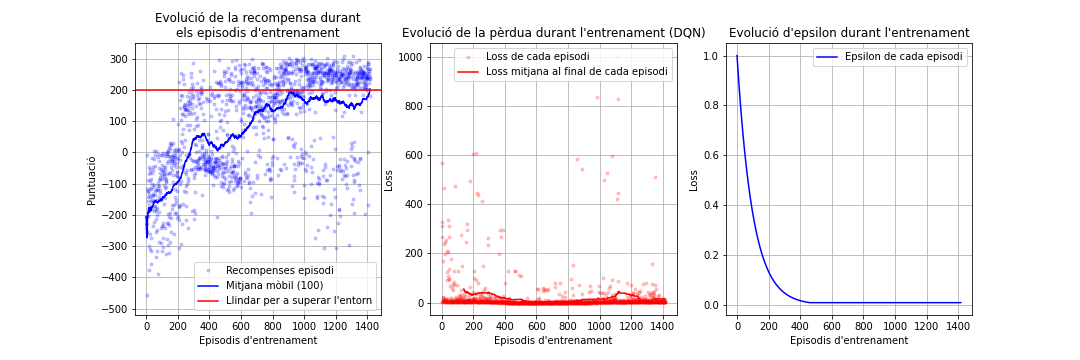 Evolució de la recompensa durant
els episodis d'entrenament
300
200
100
0
−100
−200
−300
−400
−500
Puntuació
Recompenses episodi
Mitjana mòbil (100)
Llindar per a superar l'entorn
0 200 400 600 800 1000 1200 1400
Episodis d'entrenament
Evolució de la pèrdua durant l'entrenament (DQN)
Loss de cada episodi
Loss mitjana al final de cada episodi
1000
800
600
400
200
0
Loss
0 200 400 600 800 1000 1200 1400
Episodis d'entrenament
Evolució d'epsilon durant l'entrenament
Epsilon de cada episodi
1.0
0.8
0.6
0.4
0.2
0.0
Loss
0 200 400 600 800 1000 1200 1400
Episodis d'entrenament